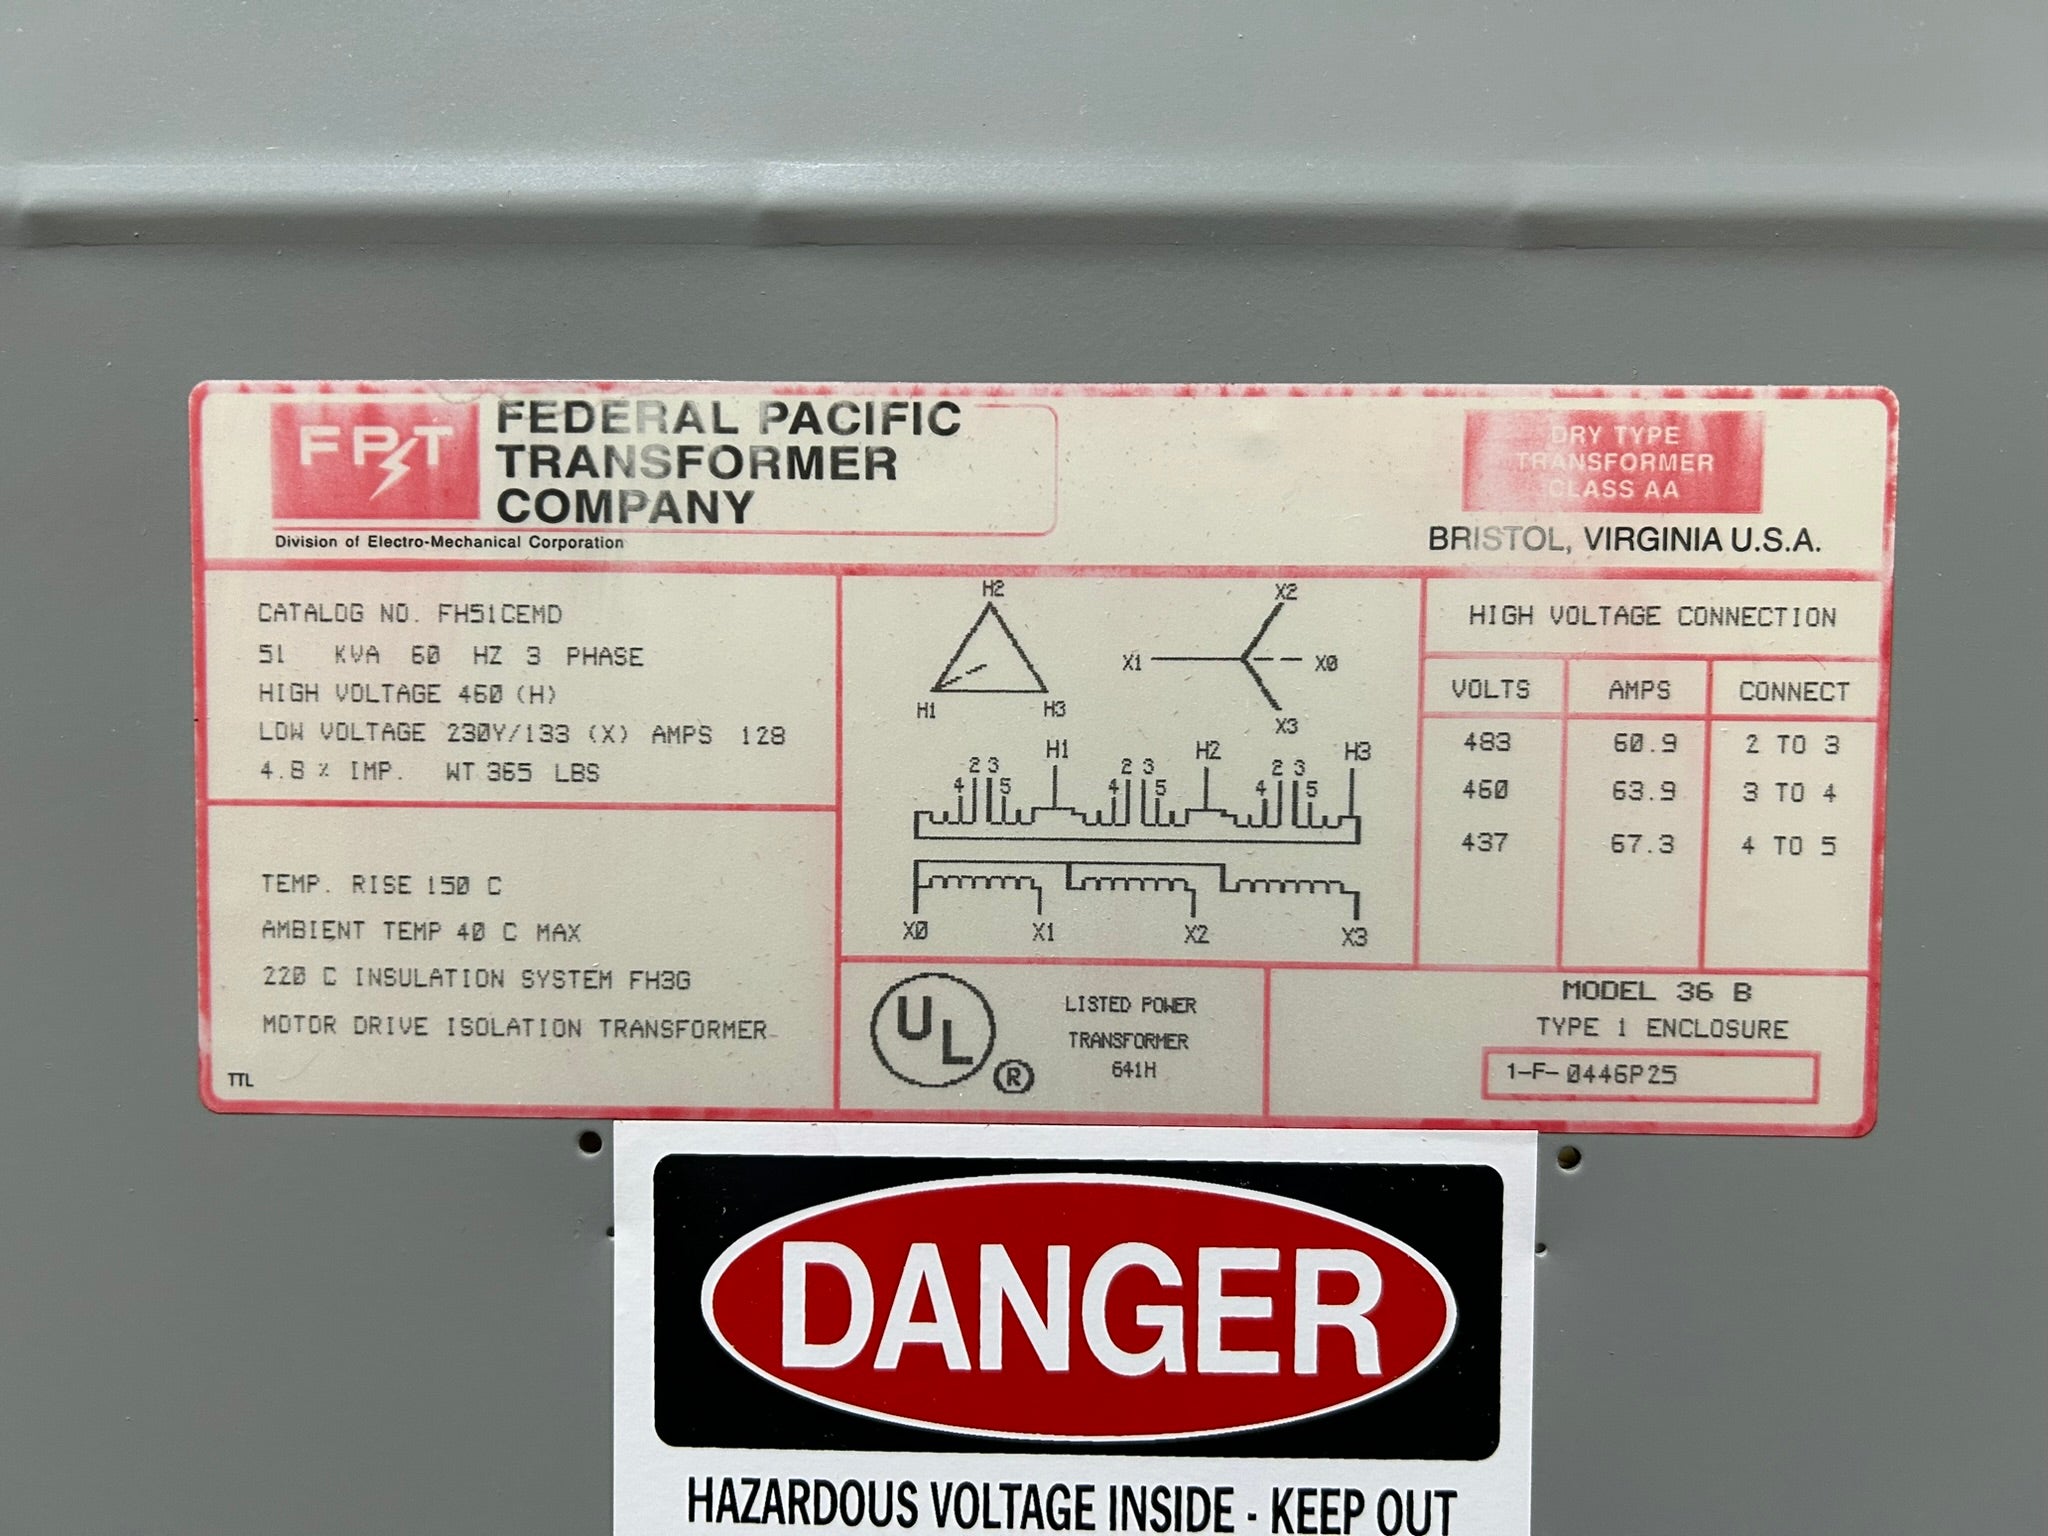 FPT
FEDERAL PACIFIC
TRANSFORMER
COMPANY
Division of Electro-Mechanical Corporation
DRY TYPE
TRANSFORMER
CLASS AA
BRISTOL, VIRGINIA U.S.A.
CATALOG NO. FH51CEMD
51 KVA 60 HZ 3 PHASE
HIGH VOLTAGE 460 (H)
LOW VOLTAGE 230Y/133 (X) AMPS 128
4.8 % IMP. WT 365 LBS
TEMP. RISE 150 C
AMBIENT TEMP 40 C MAX
220 C INSULATION SYSTEM FH3G
MOTOR DRIVE ISOLATION TRANSFORMER
TTL
H2
H1 H3
X2
X1 X0
X3
H1 H2 H3
2 3 2 3 2 3
4 5 4 5 4 5
X0 X1 X2 X3
UL ®
LISTED POWER
TRANSFORMER
641H
HIGH VOLTAGE CONNECTION
VOLTS AMPS CONNECT
483 60.9 2 TO 3
460 63.9 3 TO 4
437 67.3 4 TO 5
MODEL 36 B
TYPE 1 ENCLOSURE
1-F-0446P25
DANGER
HAZARDOUS VOLTAGE INSIDE - KEEP OUT